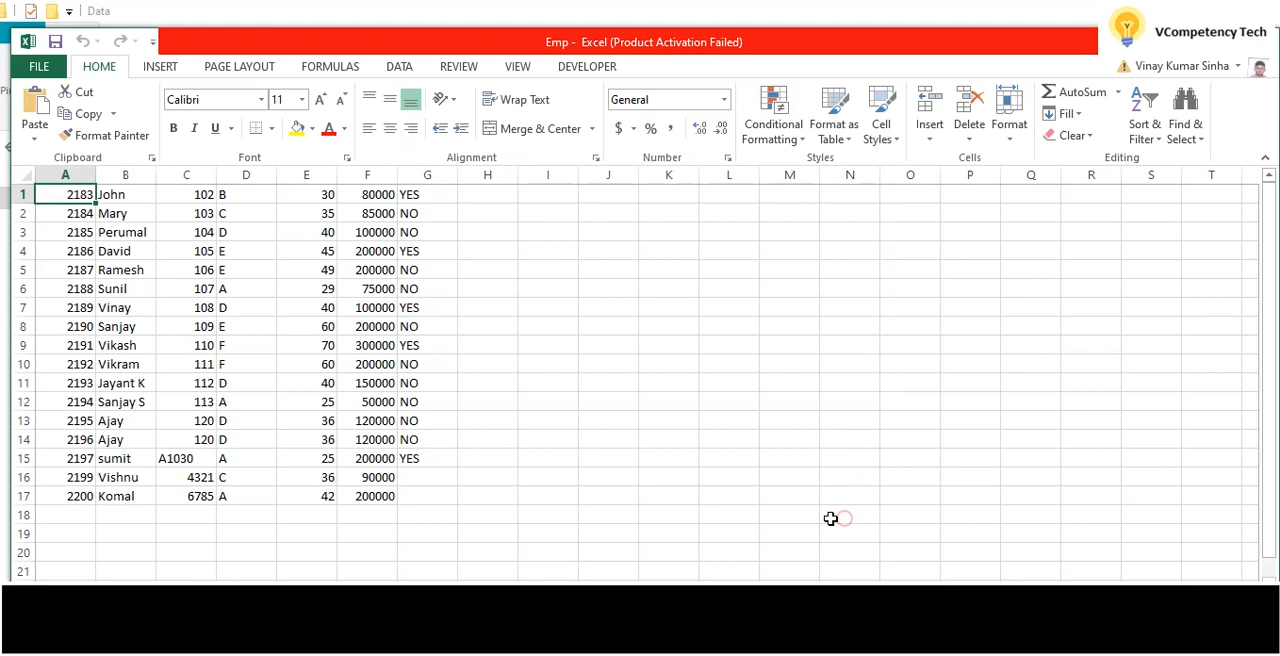 Data
Emp - Excel (Product Activation Failed)
VCompetency Tech
FILE HOME INSERT PAGE LAYOUT FORMULAS DATA REVIEW VIEW DEVELOPER
Vinay Kumar Sinha
Paste
Cut
Copy
Format Painter
Clipboard
Calibri 11
B I U
Font
Wrap Text
Merge & Center
Alignment
General
$ % ,
Number
Conditional Formatting
Format as Table
Cell Styles
Styles
Insert Delete Format
Cells
AutoSum
Fill
Clear
Sort & Filter
Find & Select
Editing
A B C D E F G H I J K L M N O P Q R S T
1 2183 John 102 B 30 80000 YES
2 2184 Mary 103 C 35 85000 NO
3 2185 Perumal 104 D 40 100000 NO
4 2186 David 105 E 45 200000 YES
5 2187 Ramesh 106 E 49 200000 NO
6 2188 Sunil 107 A 29 75000 NO
7 2189 Vinay 108 D 40 100000 YES
8 2190 Sanjay 109 E 60 200000 NO
9 2191 Vikash 110 F 70 300000 YES
10 2192 Vikram 111 F 60 200000 NO
11 2193 Jayant K 112 D 40 150000 NO
12 2194 Sanjay S 113 A 25 50000 NO
13 2195 Ajay 120 D 36 120000 NO
14 2196 Ajay 120 D 36 120000 NO
15 2197 sumit A1030 A 25 200000 YES
16 2199 Vishnu 4321 C 36 90000
17 2200 Komal 6785 A 42 200000
18
19
20
21